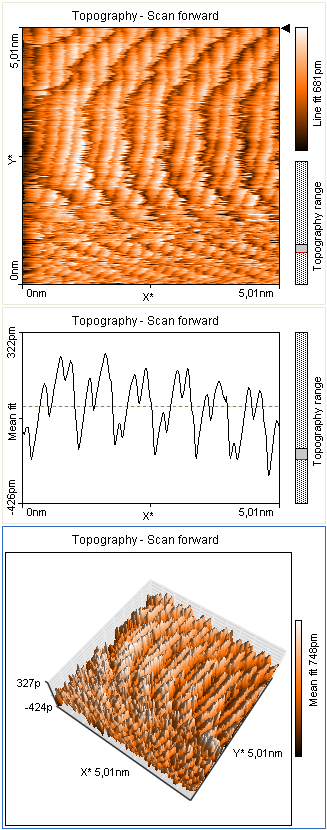 Topography - Scan forward
5,01nm
Y*
0nm
0nm
X*
5,01nm
Line fit 681pm
Topography range
Topography - Scan forward
322pm
Mean fit
-426pm
0nm
X*
5,01nm
Topography range
Topography - Scan forward
327p
-424p
X* 5,01nm
Y* 5,01nm
Mean fit 748pm